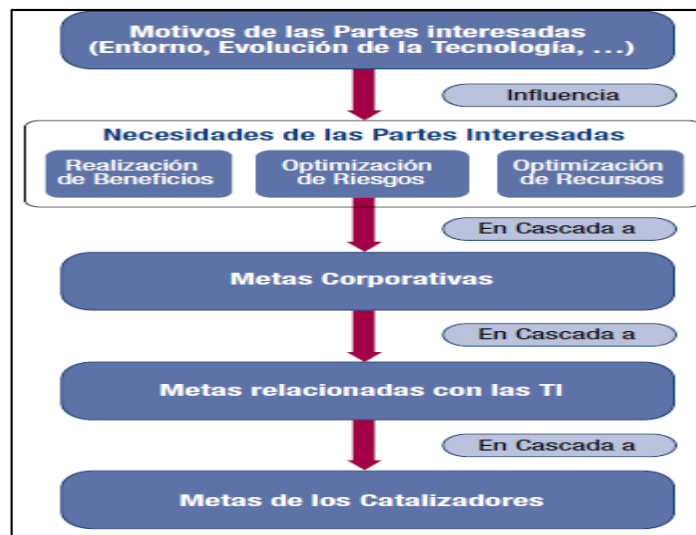 Motivos de las Partes interesadas
(Entorno, Evolución de la Tecnología, ...)
Influencia
Necesidades de las Partes Interesadas
Realización
de Beneficios
Optimización
de Riesgos
Optimización
de Recursos
En Cascada a
Metas Corporativas
En Cascada a
Metas relacionadas con las TI
En Cascada a
Metas de los Catalizadores